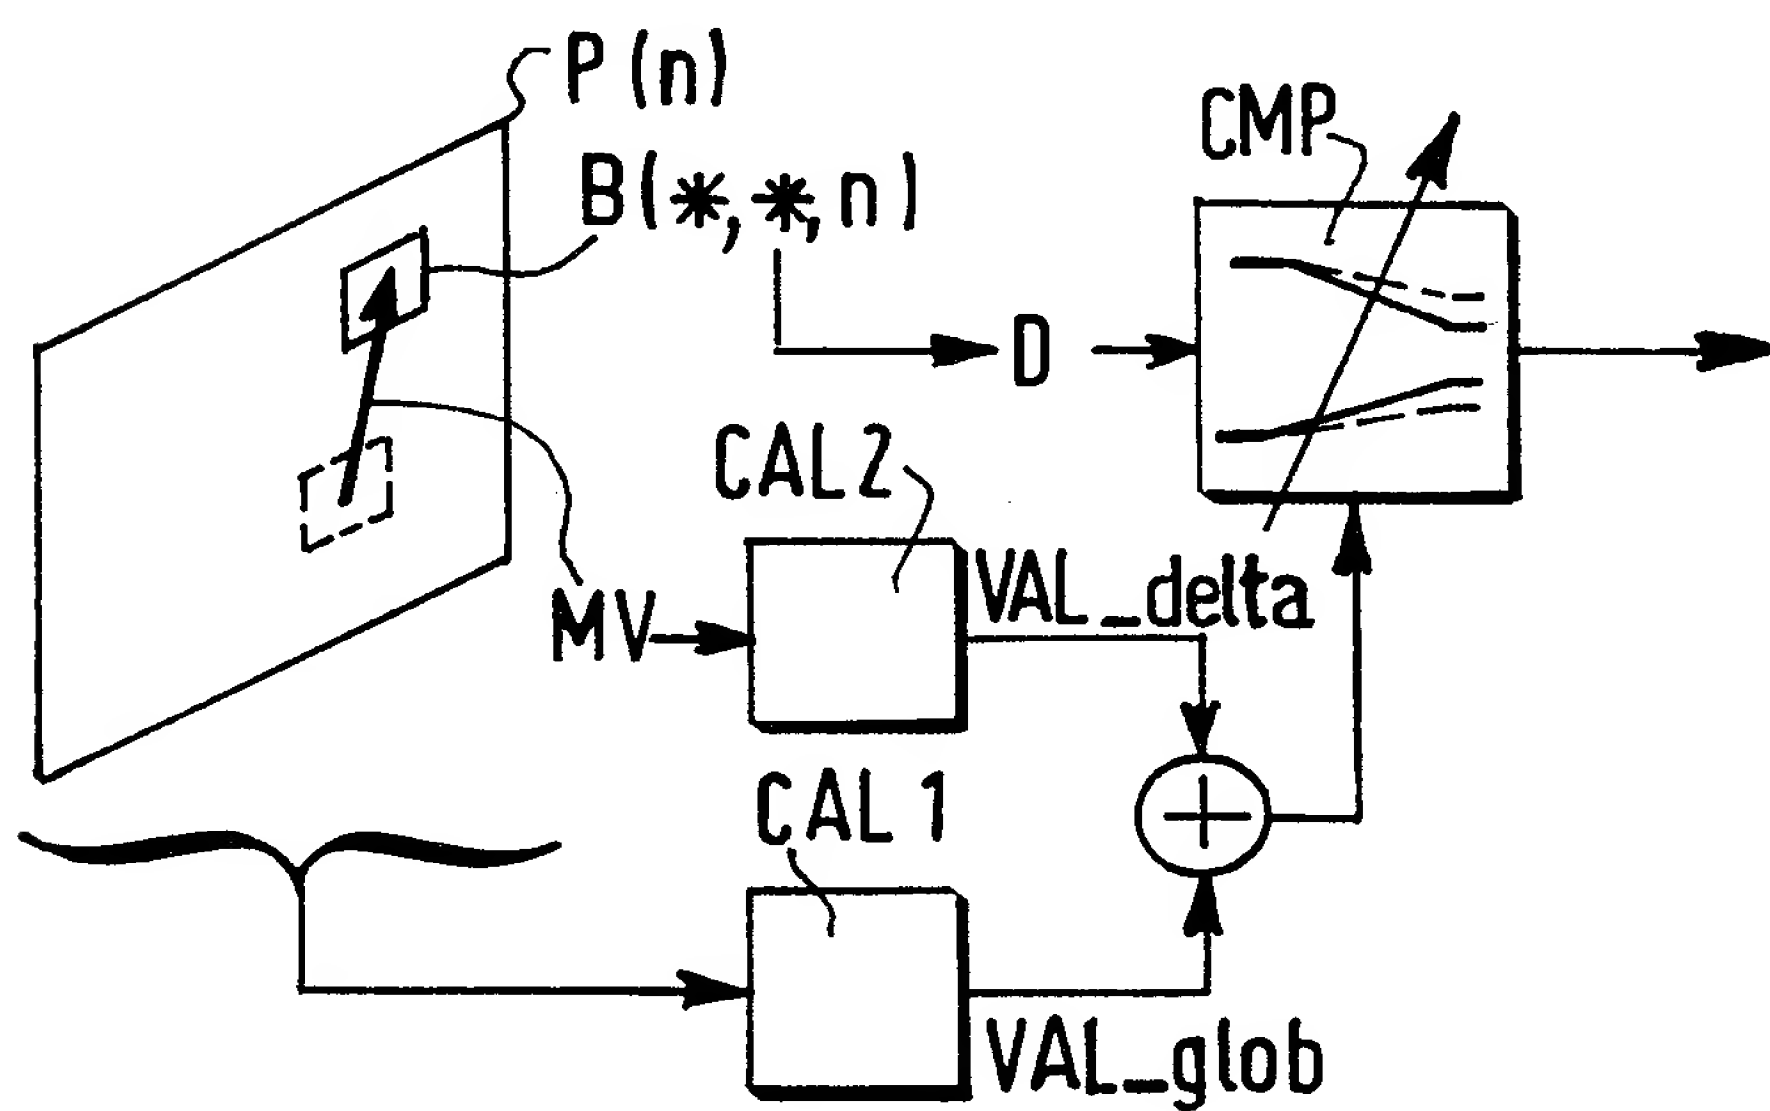 P(n)
CMP
B(*,*,n)
D
CAL2
VAL_delta
MV
+
CAL1
VAL_glob